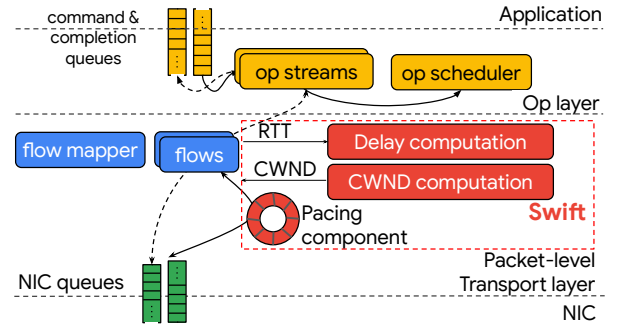 command &
completion
queues
Application
op streams
op scheduler
Op layer
flow mapper
flows
RTT
Delay computation
CWND
CWND computation
Swift
Pacing
component
Packet-level
Transport layer
NIC queues
NIC